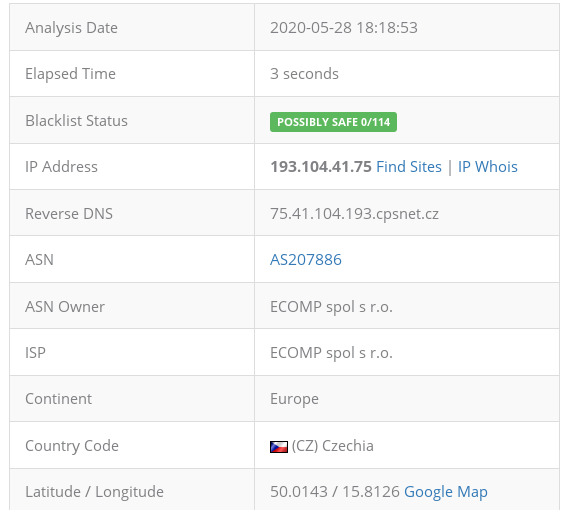 Analysis Date 2020-05-28 18:18:53
Elapsed Time 3 seconds
Blacklist Status POSSIBLY SAFE 0/114
IP Address 193.104.41.75 Find Sites | IP Whois
Reverse DNS 75.41.104.193.cpsnet.cz
ASN AS207886
ASN Owner ECOMP spol s r.o.
ISP ECOMP spol s r.o.
Continent Europe
Country Code (CZ) Czechia
Latitude / Longitude 50.0143 / 15.8126 Google Map